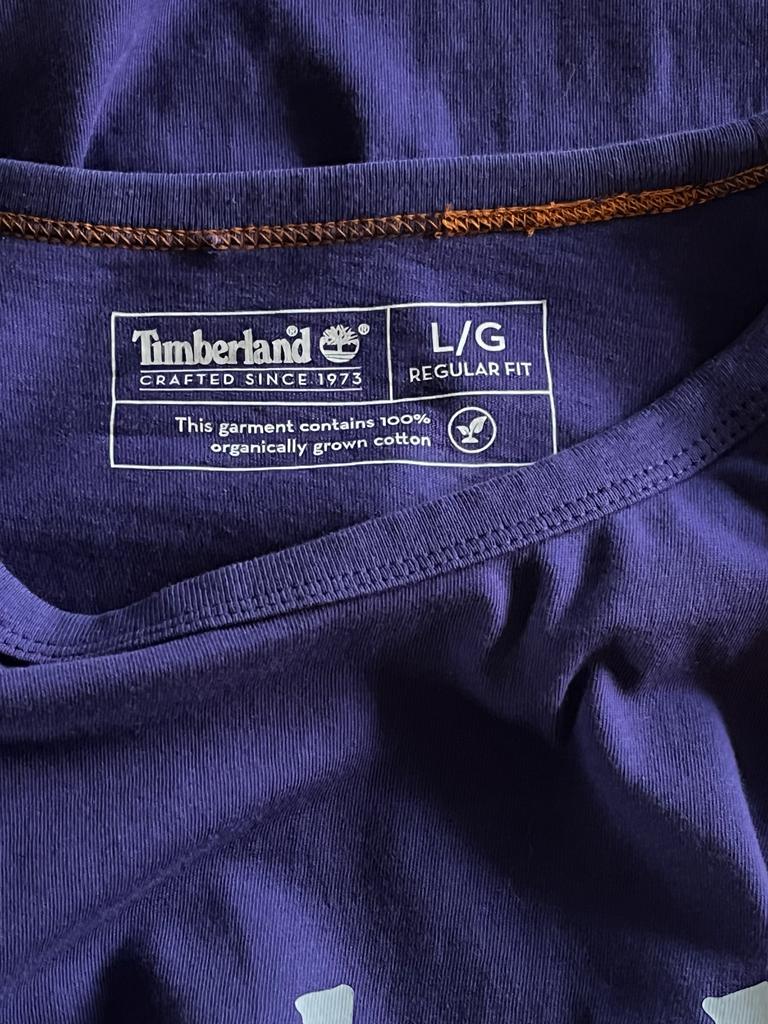 Timberland®
CRAFTED SINCE 1973
L/G
REGULAR FIT
This garment contains 100%
organically grown cotton